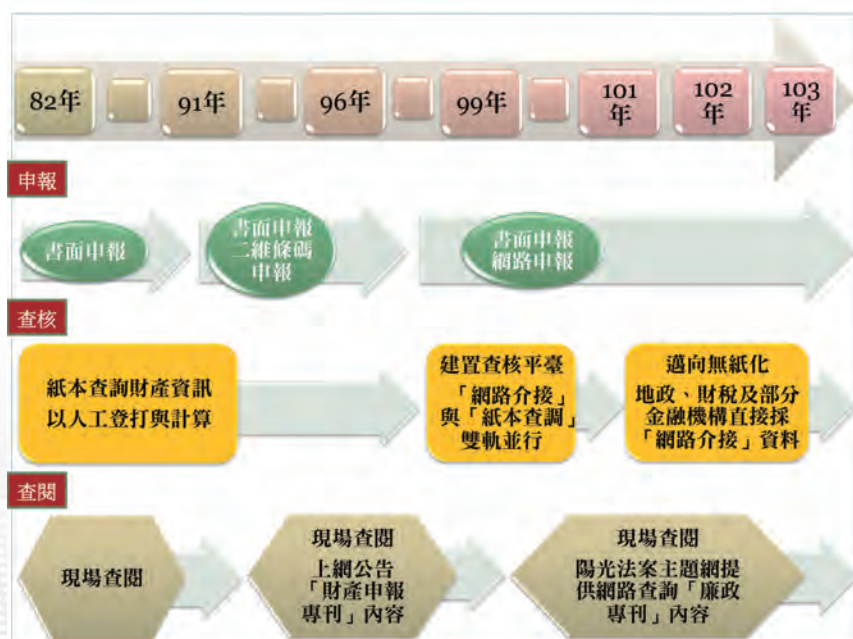 82年
91年
96年
99年
101
年
102
年
103
年
申報
書面申報
書面申報
二維條碼
申報
書面申報
網路申報
查核
紙本查詢財產資訊
以人工登打與計算
建置查核平臺
「網路介接」
與「紙本查調」
雙軌並行
邁向無紙化
地政、財稅及部分
金融機構直接採
「網路介接」資料
查閱
現場查閱
現場查閱
上網公告
「財產申報
專刊」內容
現場查閱
陽光法案主題網提
供網路查詢「廉政
專刊」內容